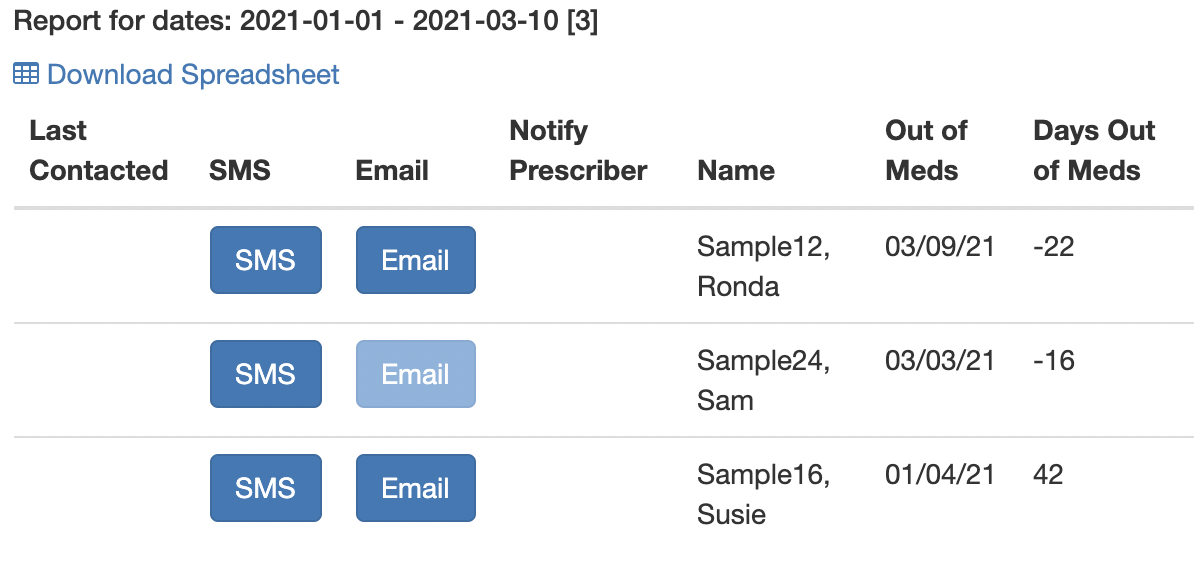 Report for dates: 2021-01-01 - 2021-03-10 [3]
Download Spreadsheet
Last Contacted SMS Email Notify Prescriber Name Out of Meds Days Out of Meds
SMS Email Sample12, Ronda 03/09/21 -22
SMS Email Sample24, Sam 03/03/21 -16
SMS Email Sample16, Susie 01/04/21 42